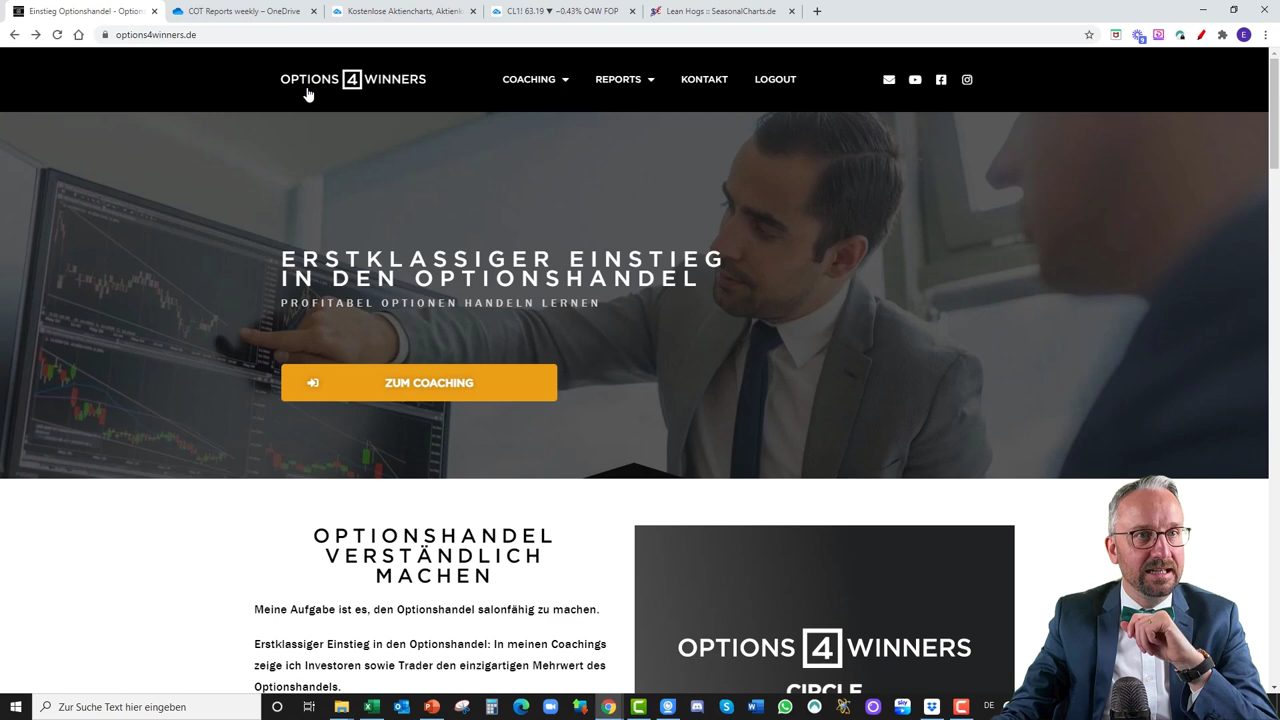 Einstieg Optionshandel - Option
COT Reports weekly – OneDrive
Kostenlose Aktiencharts, Aktienk
CL1! 63.19 ▼ −0.43% O4W FOP
Lean Hogs :: SeasonalCharts.de
options4winners.de
E
OPTIONS 4 WINNERS
COACHING
REPORTS
KONTAKT
LOGOUT
ERSTKLASSIGER EINSTIEG
IN DEN OPTIONSHANDEL
PROFITABEL OPTIONEN HANDELN LERNEN
ZUM COACHING
OPTIONSHANDEL
VERSTÄNDLICH
MACHEN
Meine Aufgabe ist es, den Optionshandel salonfähig zu machen.
Erstklassiger Einstieg in den Optionshandel: In meinen Coachings
zeige ich Investoren sowie Trader den einzigartigen Mehrwert des
Optionshandels.
OPTIONS 4 WINNERS
CIRCLE
Zur Suche Text hier eingeben
DE